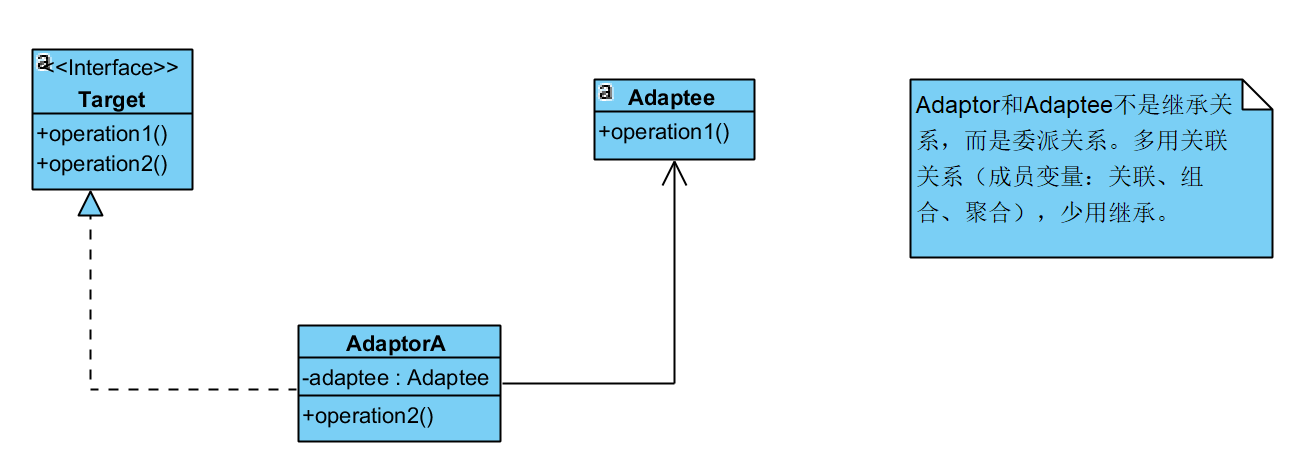 <<Interface>>
Target
+operation1()
+operation2()
a
Adaptee
+operation1()
a
Adaptor和Adaptee不是继承关
系，而是委派关系。多用关联
关系（成员变量：关联、组
合、聚合），少用继承。
AdaptorA
-adaptee : Adaptee
+operation2()